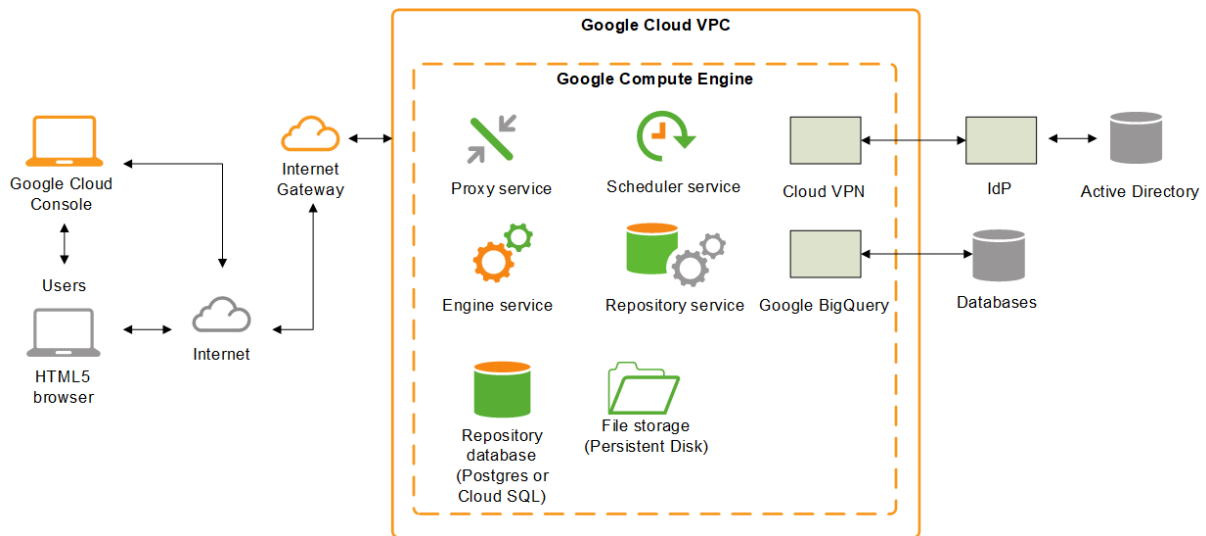 Google Cloud VPC
Google Compute Engine
Google Cloud
Console
Users
HTML5
browser
Internet
Internet
Gateway
Proxy service
Scheduler service
Cloud VPN
IdP
Active Directory
Engine service
Repository service
Google BigQuery
Databases
Repository
database
(Postgres or
Cloud SQL)
File storage
(Persistent Disk)